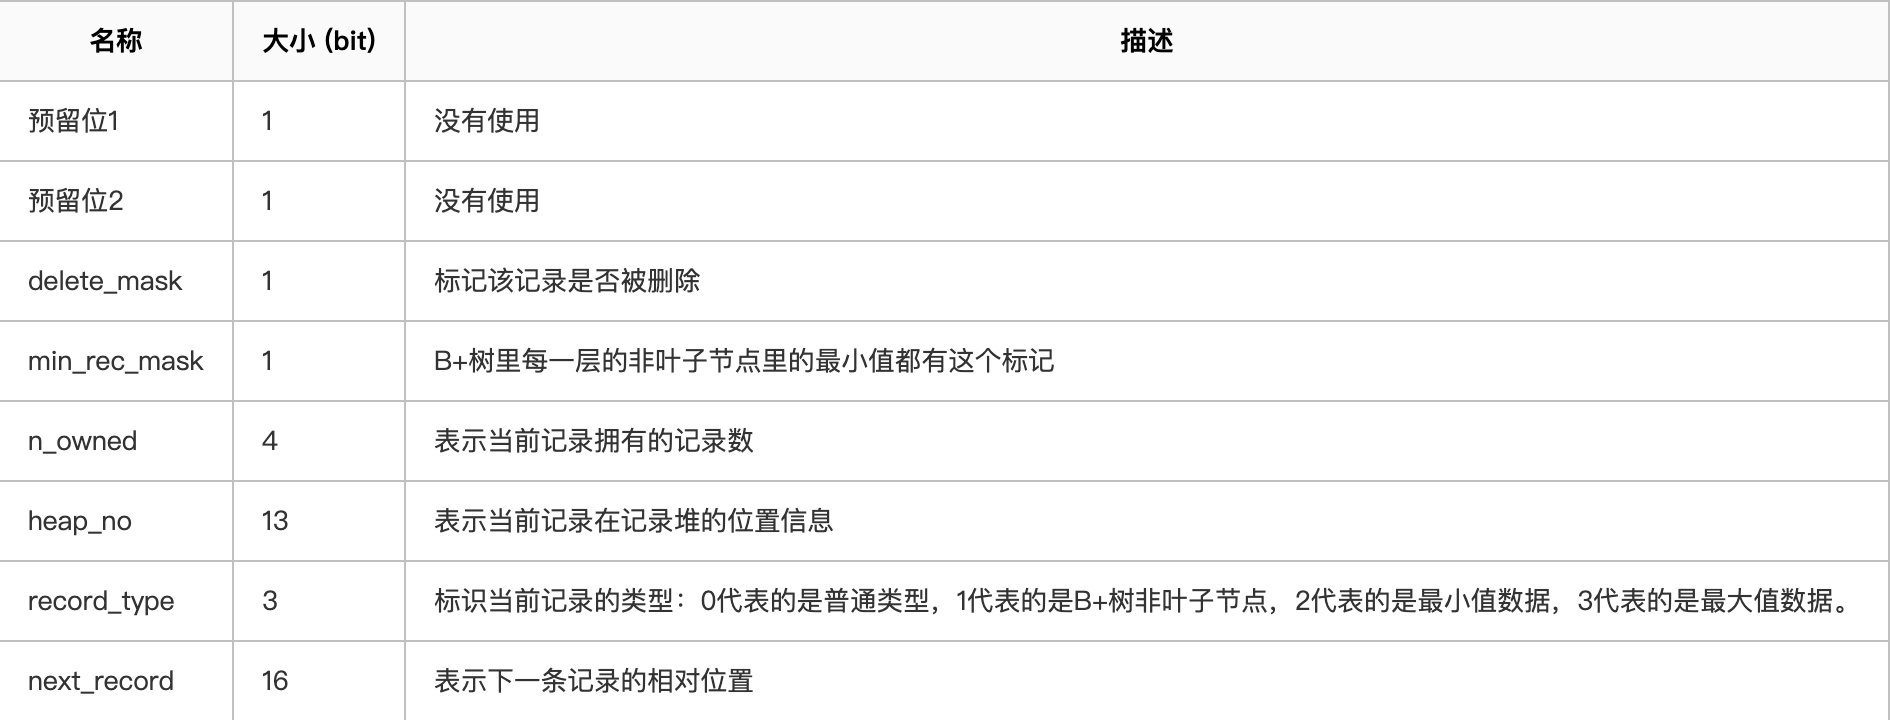 名称 大小 (bit) 描述
预留位1 1 没有使用
预留位2 1 没有使用
delete_mask 1 标记该记录是否被删除
min_rec_mask 1 B+树里每一层的非叶子节点里的最小值都有这个标记
n_owned 4 表示当前记录拥有的记录数
heap_no 13 表示当前记录在记录堆的位置信息
record_type 3 标识当前记录的类型：0代表的是普通类型，1代表的是B+树非叶子节点，2代表的是最小值数据，3代表的是最大值数据。
next_record 16 表示下一条记录的相对位置